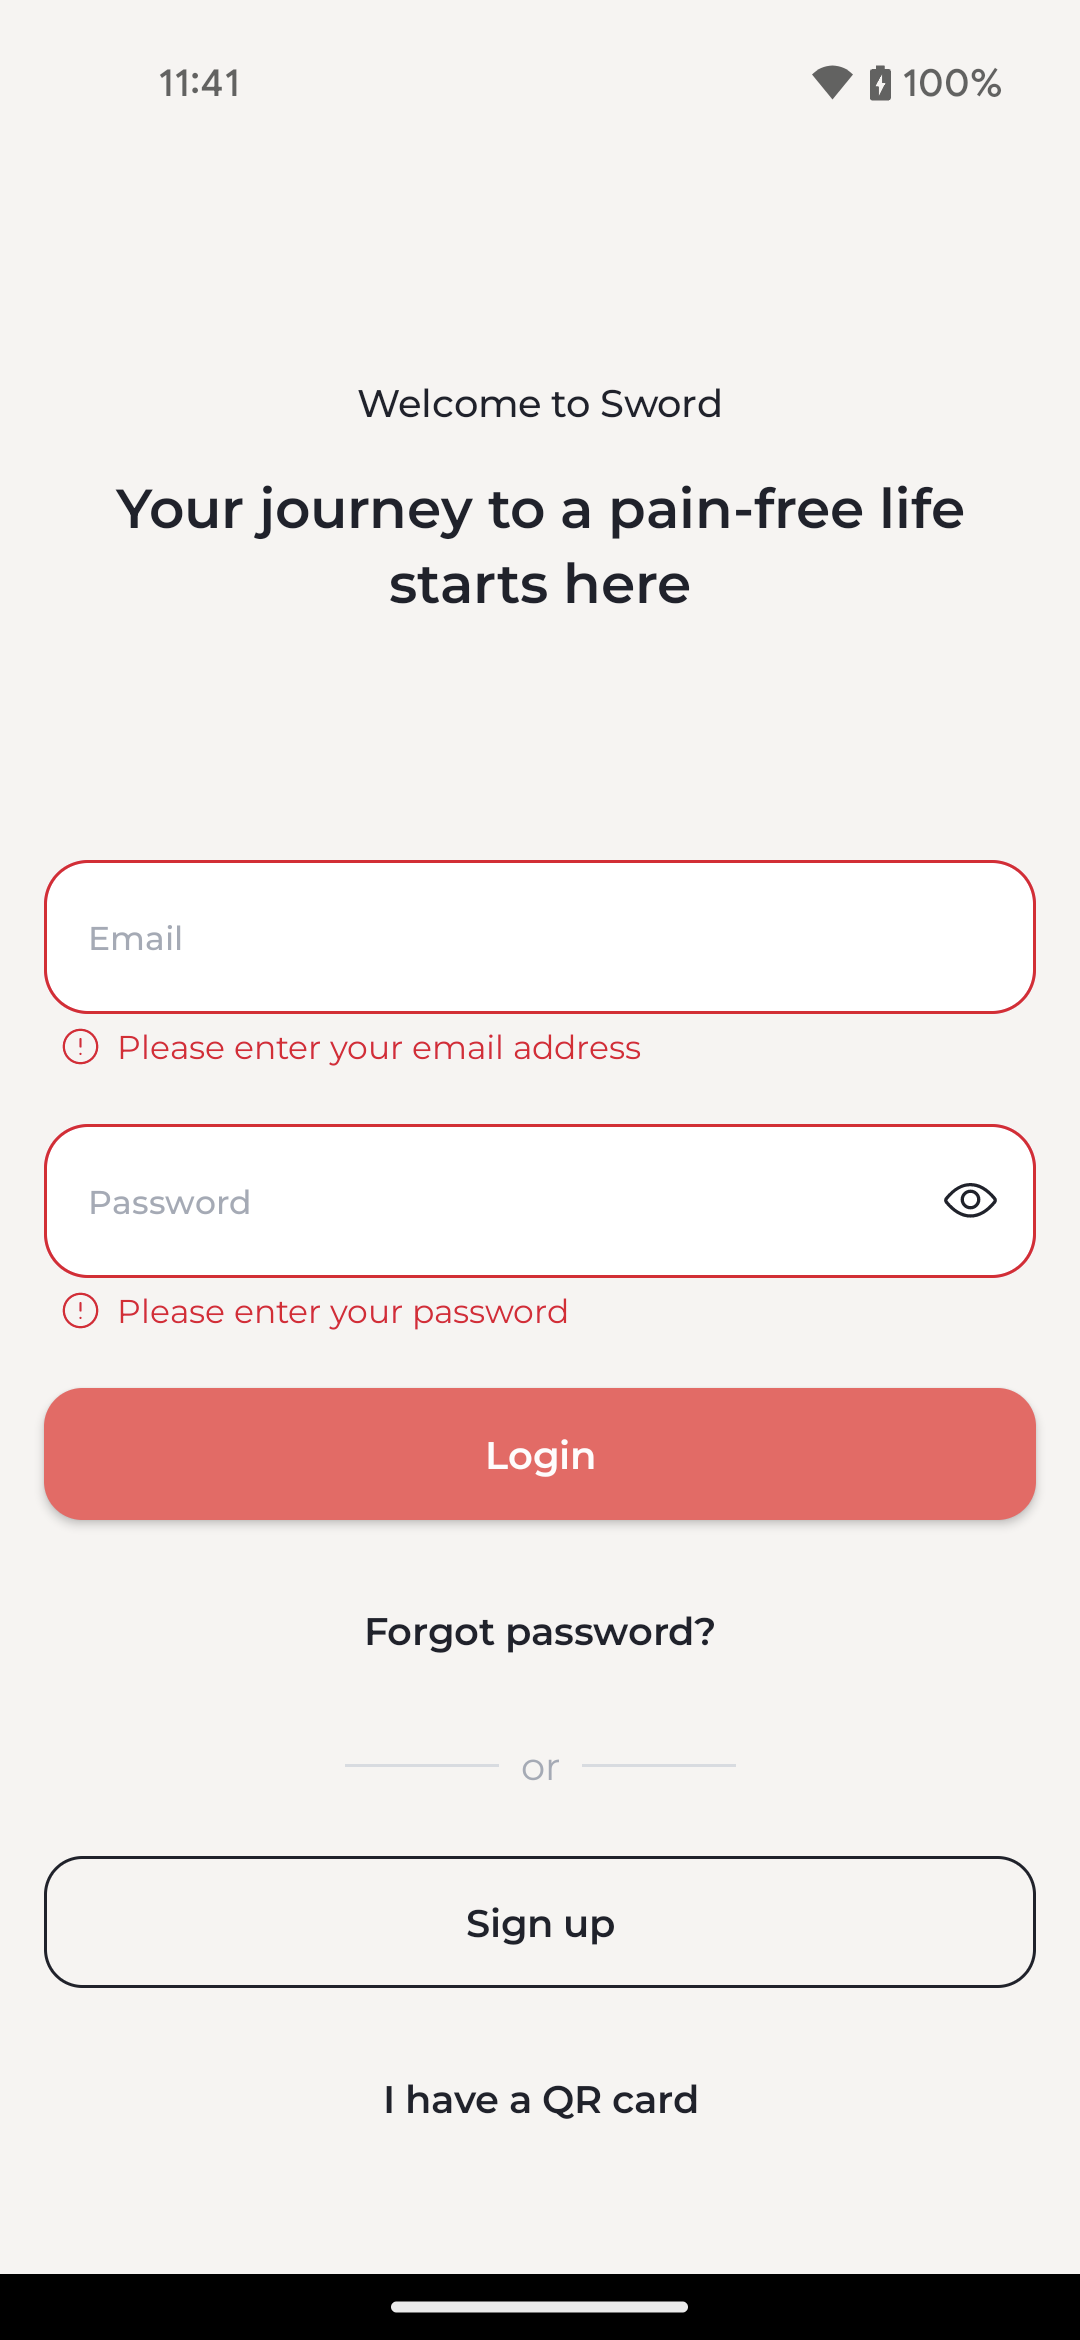 11:41
100%
Welcome to Sword
Your journey to a pain-free life
starts here
Email
Please enter your email address
Password
Please enter your password
Login
Forgot password?
or
Sign up
I have a QR card